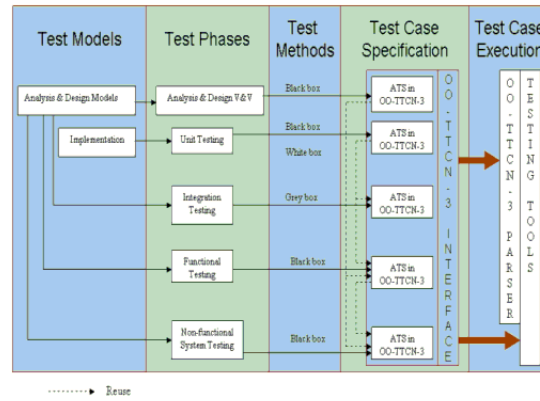 Test Models
Test Phases
Test
Methods
Test Case
Specification
Test Case
Execution
Analysis & Design Models
Analysis & Design V&V
Black box
ATS in
OO-TTCN-3
Implementation
Unit Testing
Black box
White box
ATS in
OO-TTCN-3
Integration
Testing
Grey box
ATS in
OO-TTCN-3
Functional
Testing
Black box
ATS in
OO-TTCN-3
Non-functional
System Testing
Black box
ATS in
OO-TTCN-3
OO-TTCN-3 INTERFACE
OO-TTCN-3 PARSER
TESTING TOOLS
Reuse